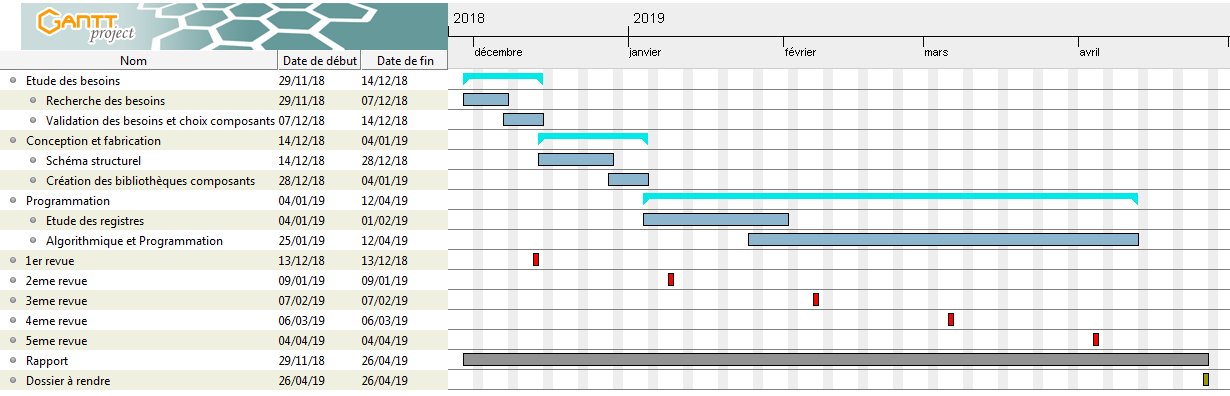 GANTT
project
2018
2019
décembre
janvier
février
mars
avril
Nom
Date de début
Date de fin
Etude des besoins 29/11/18 14/12/18
Recherche des besoins 29/11/18 07/12/18
Validation des besoins et choix composants 07/12/18 14/12/18
Conception et fabrication 14/12/18 04/01/19
Schéma structurel 14/12/18 28/12/18
Création des bibliothèques composants 28/12/18 04/01/19
Programmation 04/01/19 12/04/19
Etude des registres 04/01/19 01/02/19
Algorithmique et Programmation 25/01/19 12/04/19
1er revue 13/12/18 13/12/18
2eme revue 09/01/19 09/01/19
3eme revue 07/02/19 07/02/19
4eme revue 06/03/19 06/03/19
5eme revue 04/04/19 04/04/19
Rapport 29/11/18 26/04/19
Dossier à rendre 26/04/19 26/04/19